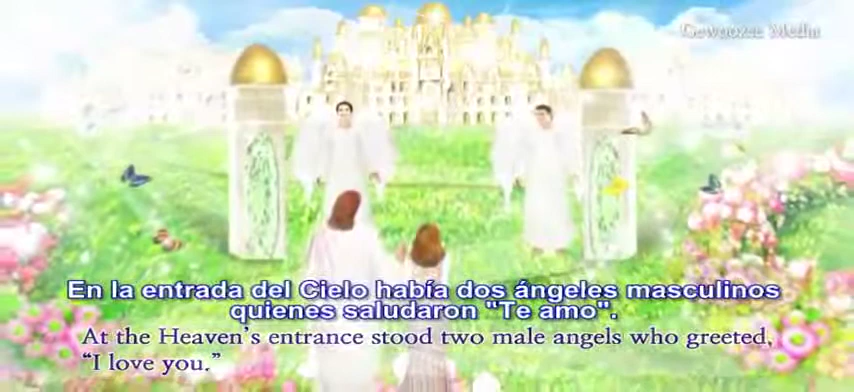 Gewoozee Media
En la entrada del Cielo había dos ángeles masculinos
quienes saludaron "Te amo".
At the Heaven's entrance stood two male angels who greeted,
“I love you.”